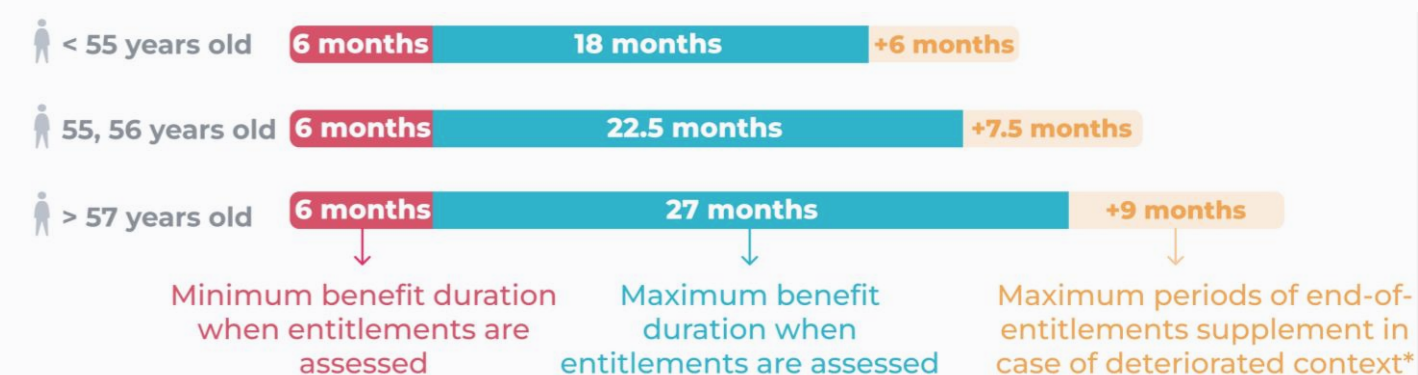 < 55 years old 6 months 18 months +6 months
55, 56 years old 6 months 22.5 months +7.5 months
> 57 years old 6 months 27 months +9 months
Minimum benefit duration
when entitlements are
assessed
Maximum benefit
duration when
entitlements are assessed
Maximum periods of end-of-
entitlements supplement in
case of deteriorated context*